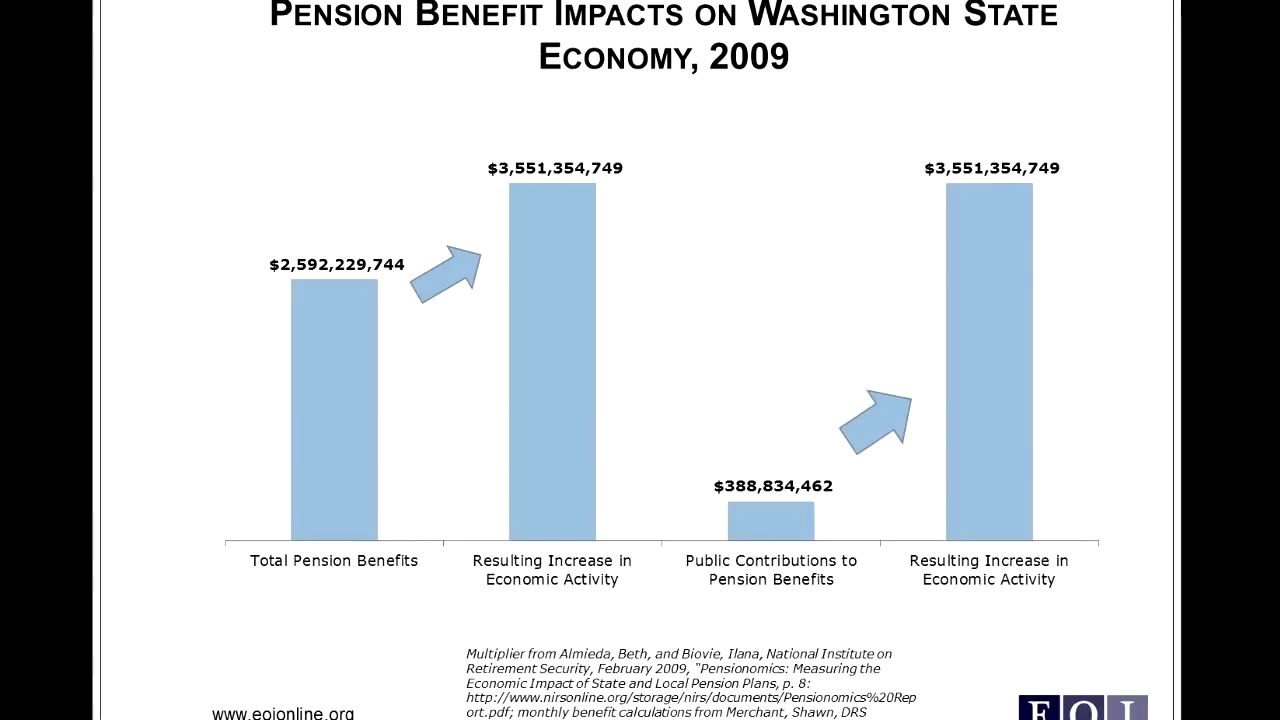 PENSION BENEFIT IMPACTS ON WASHINGTON STATE
ECONOMY, 2009
$3,551,354,749
$3,551,354,749
$2,592,229,744
$388,834,462
Total Pension Benefits
Resulting Increase in
Economic Activity
Public Contributions to
Pension Benefits
Resulting Increase in
Economic Activity
Multiplier from Almieda, Beth, and Biovie, Ilana, National Institute on
Retirement Security, February 2009, "Pensionomics: Measuring the
Economic Impact of State and Local Pension Plans, p. 8:
http://www.nirsonline.org/storage/nirs/documents/Pensionomics%20Rep
ort.pdf; monthly benefit calculations from Merchant, Shawn, DRS
www.eoionline.org
EOI